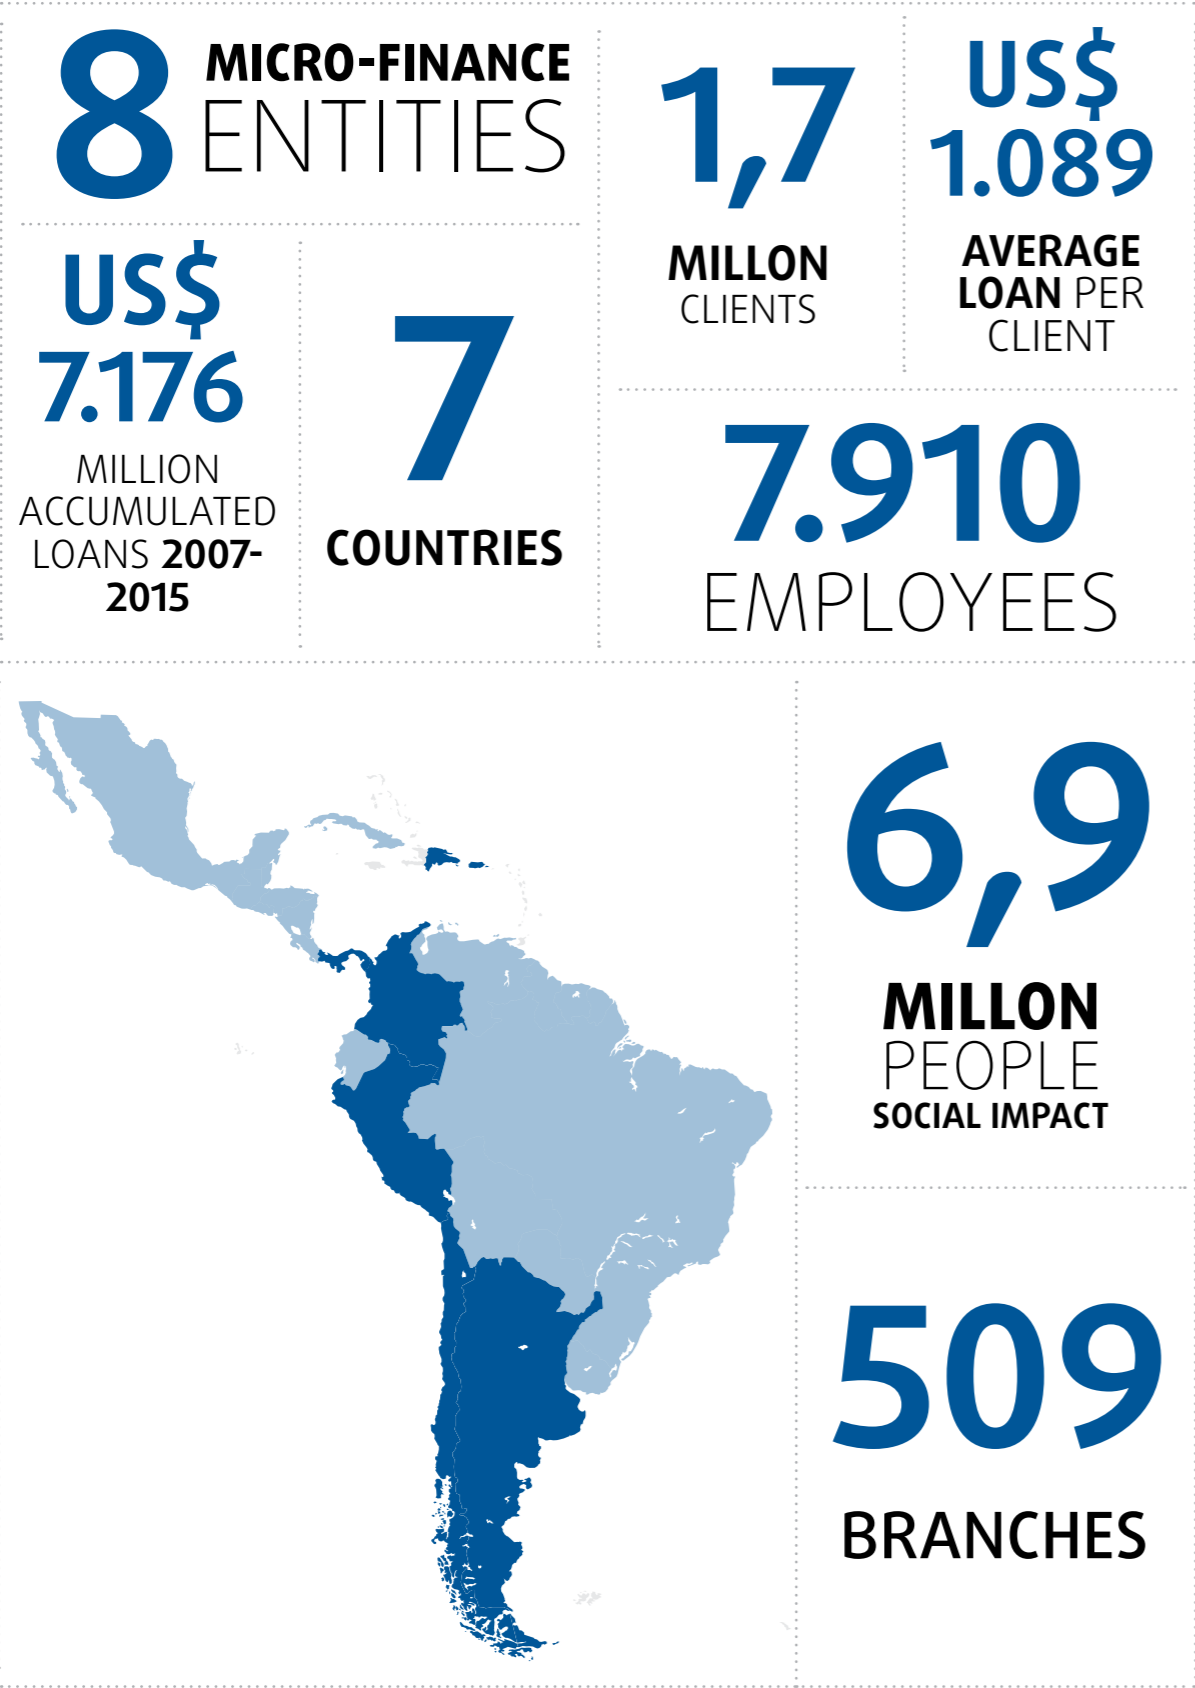 8
MICRO-FINANCE
ENTITIES
1,7
MILLON
CLIENTS
US$
1.089
AVERAGE
LOAN PER
CLIENT
US$
7.176
MILLION
ACCUMULATED
LOANS 2007-
2015
7
COUNTRIES
7.910
EMPLOYEES
6,9
MILLON
PEOPLE
SOCIAL IMPACT
509
BRANCHES